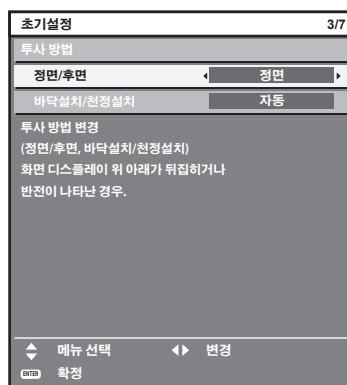 초기설정 3/7
투사 방법
정면/후면 정면
바닥설치/천정설치 자동
투사 방법 변경
(정면/후면, 바닥설치/천정설치)
화면 디스플레이 위 아래가 뒤집히거나
반전이 나타난 경우.
메뉴 선택 변경
ENTER 확정